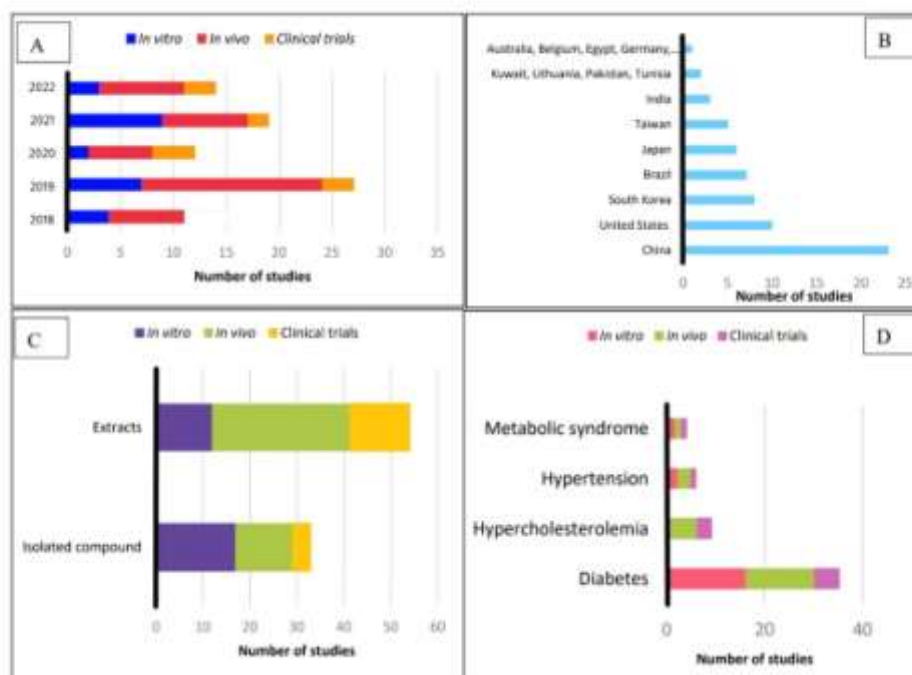 A
In vitro In vivo Clinical trials
2022
2021
2020
2019
2018
0 5 10 15 20 25 30 35
Number of studies
B
Australia, Belgium, Egypt, Germany,...
Kuwait, Lithuania, Pakistan, Tunisia
India
Taiwan
Japan
Brazil
South Korea
United States
China
0 5 10 15 20 25
Number of studies
C
In vitro In vivo Clinical trials
Extracts
Isolated compound
0 10 20 30 40 50 60
Number of studies
D
In vitro In vivo Clinical trials
Metabolic syndrome
Hypertension
Hypercholesterolemia
Diabetes
0 20 40
Number of studies